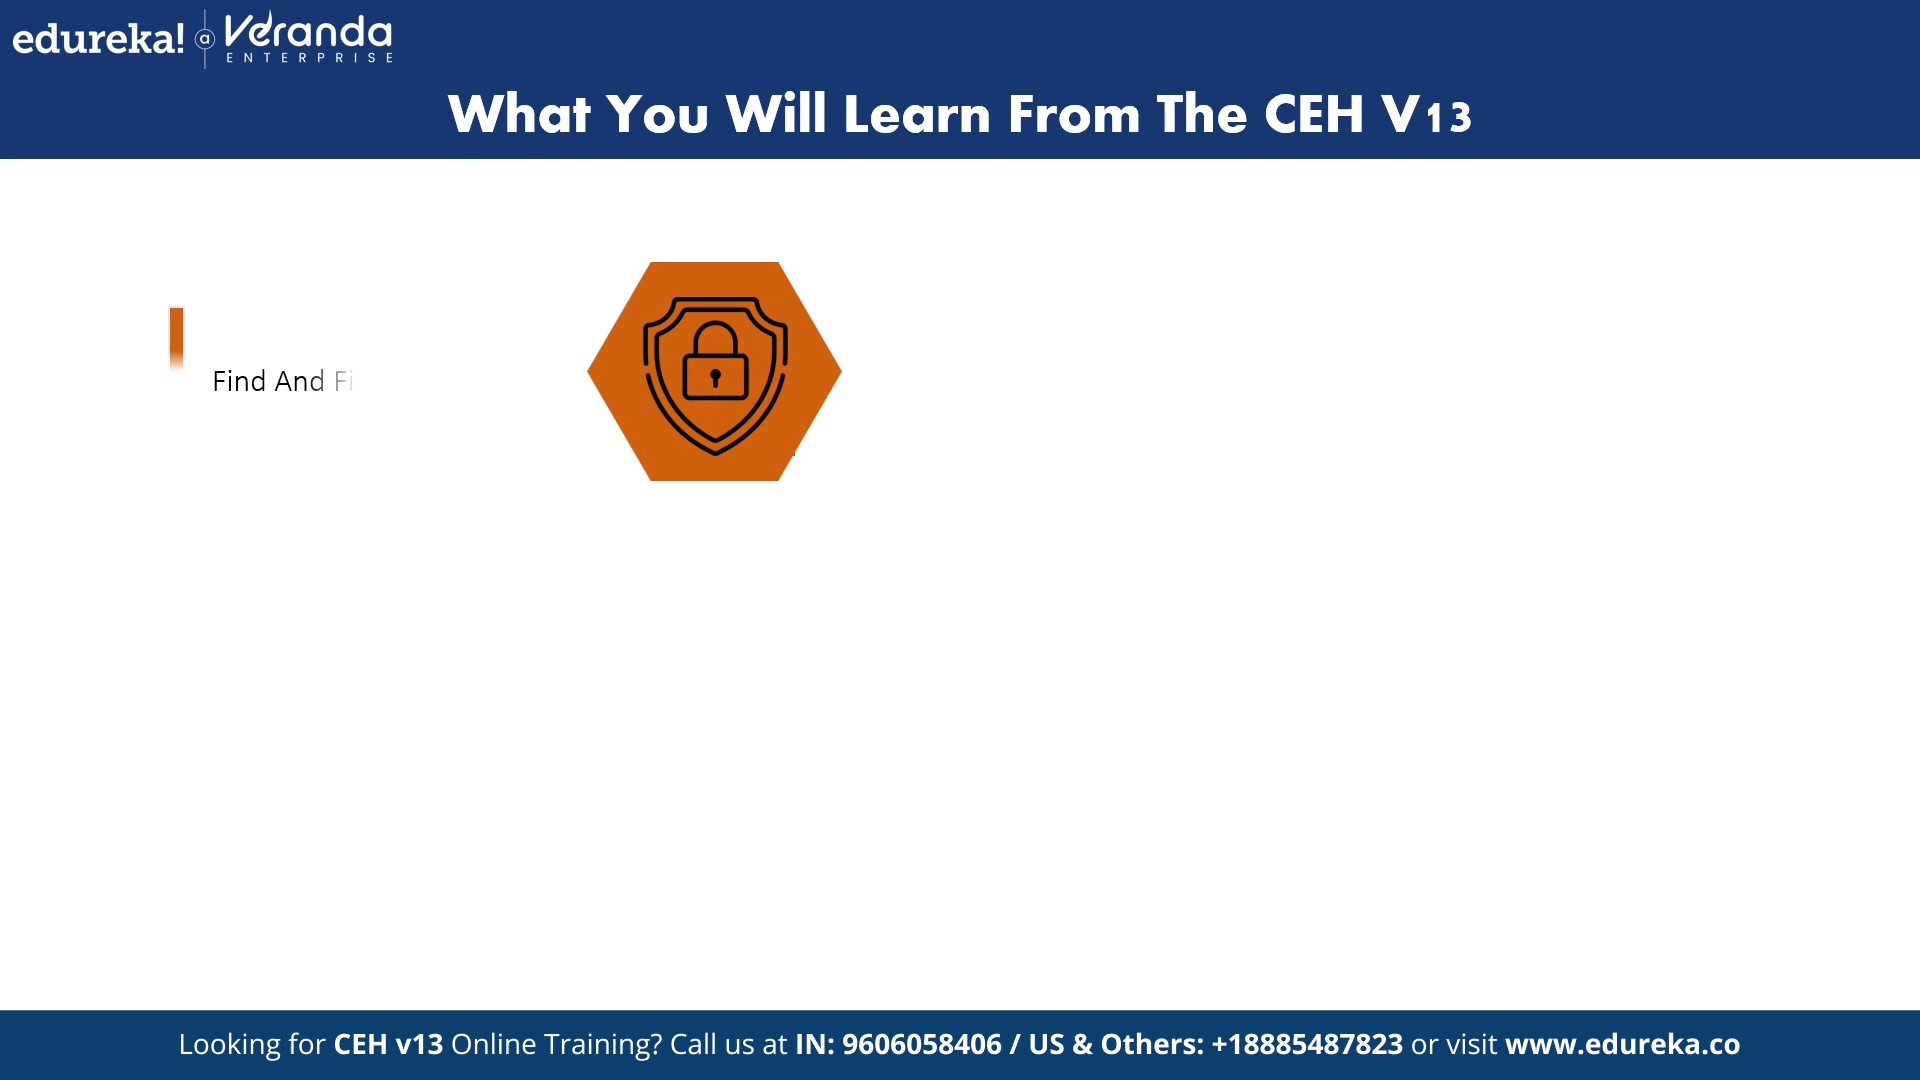 edureka! a Veranda
ENTERPRISE
What You Will Learn From The CEH V13
Find And Fi
Looking for CEH v13 Online Training? Call us at IN: 9606058406 / US & Others: +18885487823 or visit www.edureka.co